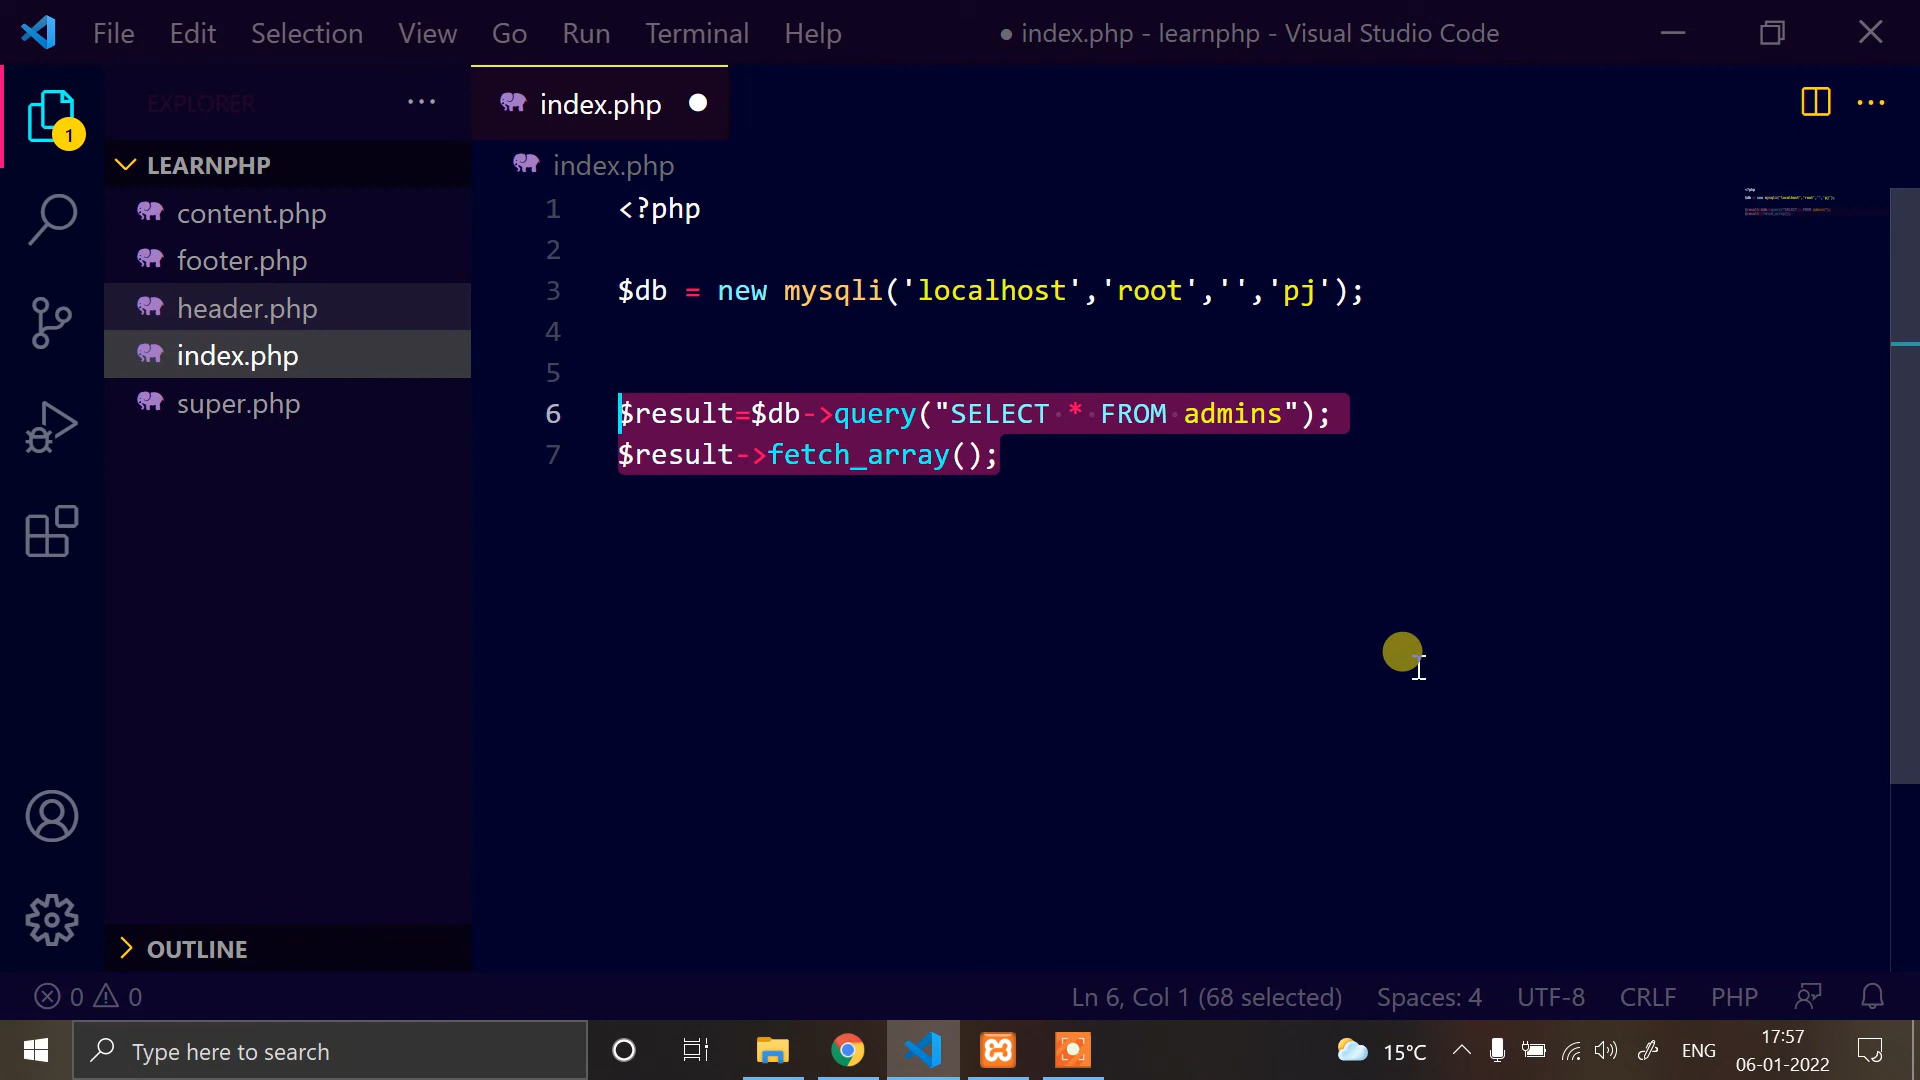 File Edit Selection View Go Run Terminal Help ● index.php - learnphp - Visual Studio Code
EXPLORER ···
index.php ●
1
LEARNPHP
content.php
footer.php
header.php
index.php
super.php
OUTLINE
index.php
1 <?php
2
3 $db = new mysqli('localhost','root','','pj');
4
5
6 $result=$db->query("SELECT * FROM admins");
7 $result->fetch_array();
0 0
Ln 6, Col 1 (68 selected) Spaces: 4 UTF-8 CRLF PHP
Type here to search
15°C
ENG
17:57
06-01-2022